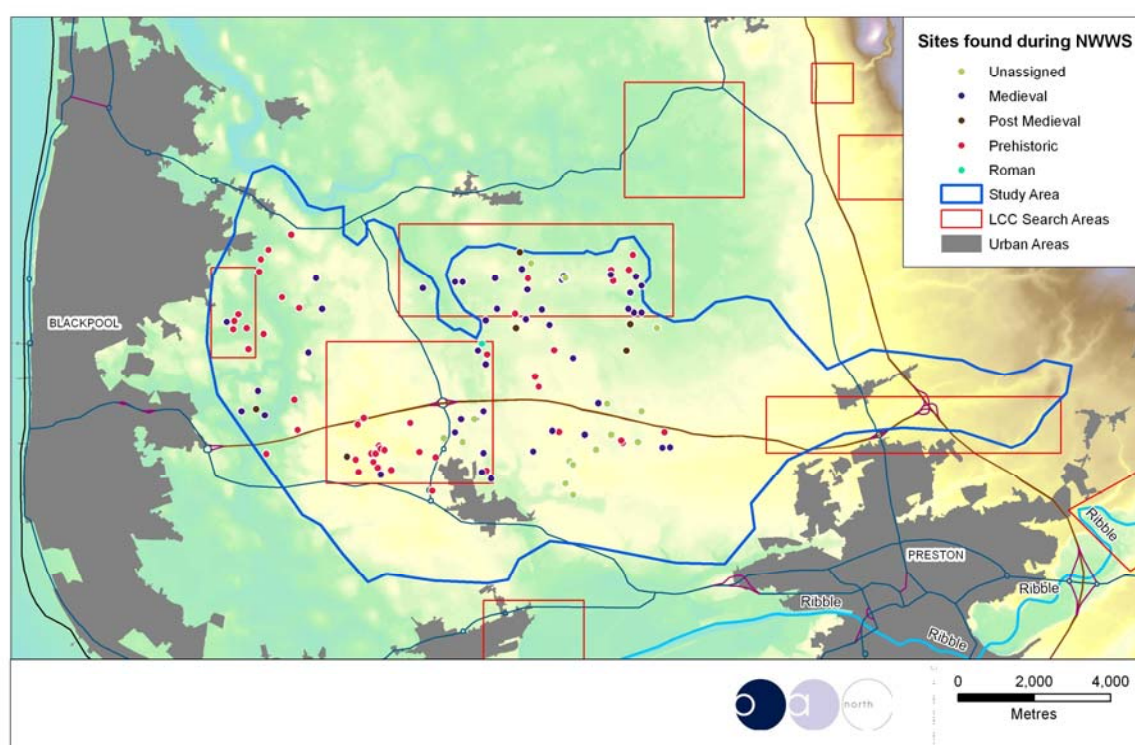 Sites found during NWWS
Unassigned
Medieval
Post Medieval
Prehistoric
Roman
Study Area
LCC Search Areas
Urban Areas
BLACKPOOL
Ribble
PRESTON
Ribble
Ribble
Ribble
o a north
0 2,000 4,000
Metres